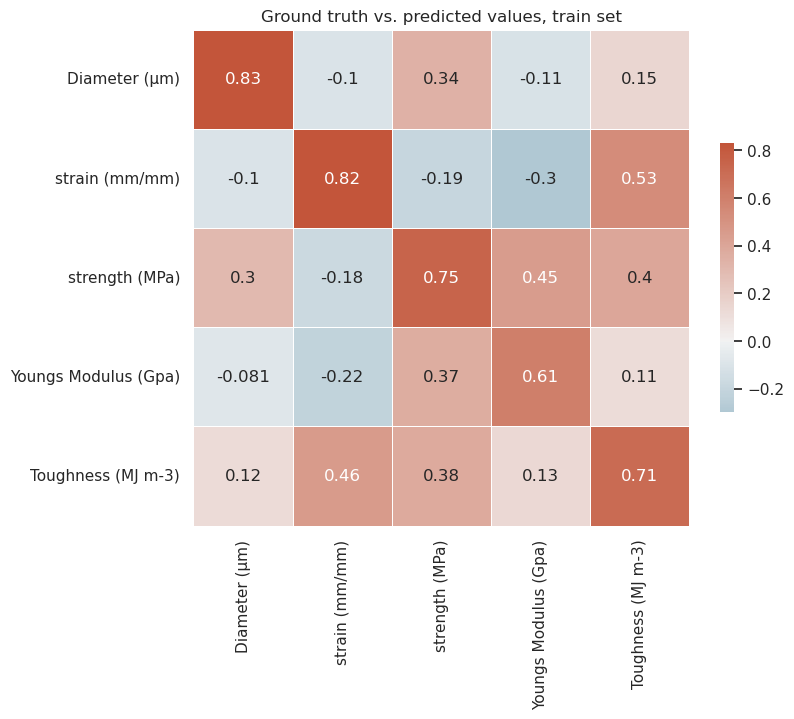 Ground truth vs. predicted values, train set
Diameter (μm) 0.83 -0.1 0.34 -0.11 0.15
strain (mm/mm) -0.1 0.82 -0.19 -0.3 0.53
strength (MPa) 0.3 -0.18 0.75 0.45 0.4
Youngs Modulus (Gpa) -0.081 -0.22 0.37 0.61 0.11
Toughness (MJ m-3) 0.12 0.46 0.38 0.13 0.71
Diameter (μm)
strain (mm/mm)
strength (MPa)
Youngs Modulus (Gpa)
Toughness (MJ m-3)
0.8
0.6
0.4
0.2
0.0
−0.2